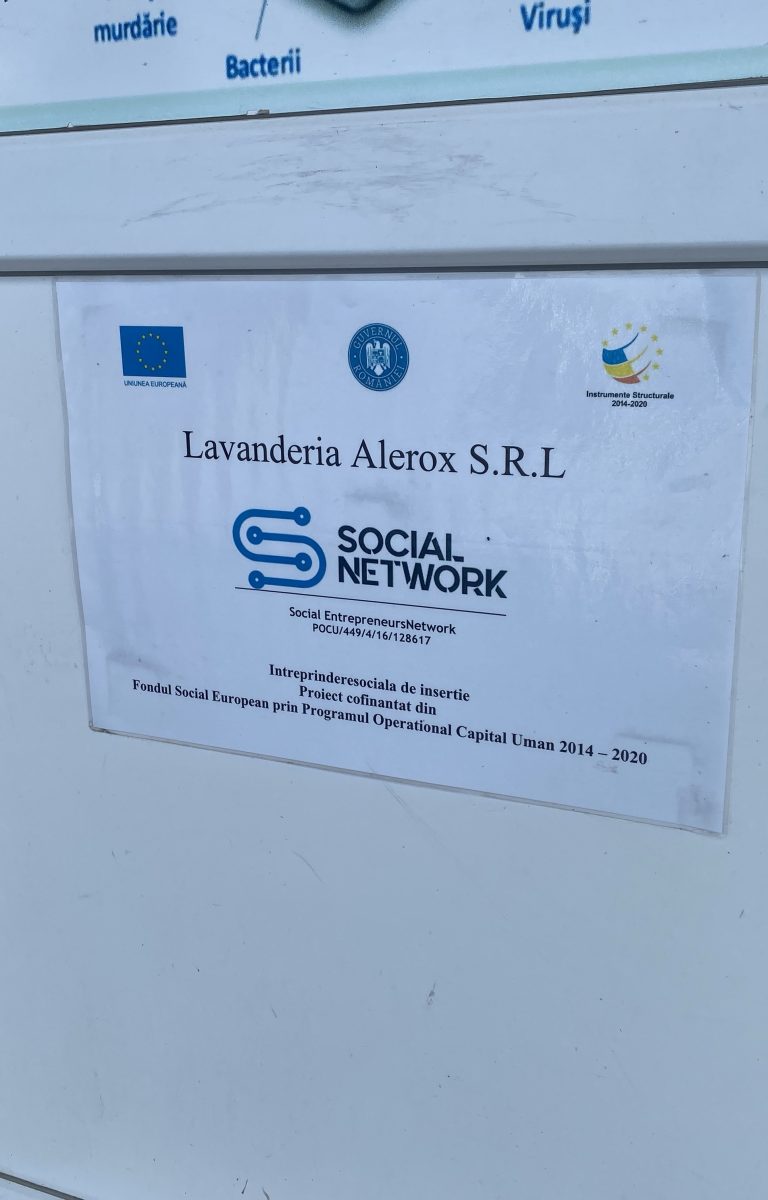 murdărie
Bacterii
Viruși
UNIUNEA EUROPEANĂ
GUVERNUL ROMÂNIEI
Instrumente Structurale
2014-2020
Lavanderia Alerox S.R.L
SOCIAL
NETWORK
Social EntrepreneursNetwork
POCU/449/4/16/128617
Intreprinderesociala de insertie
Proiect cofinantat din
Fondul Social European prin Programul Operational Capital Uman 2014 – 2020